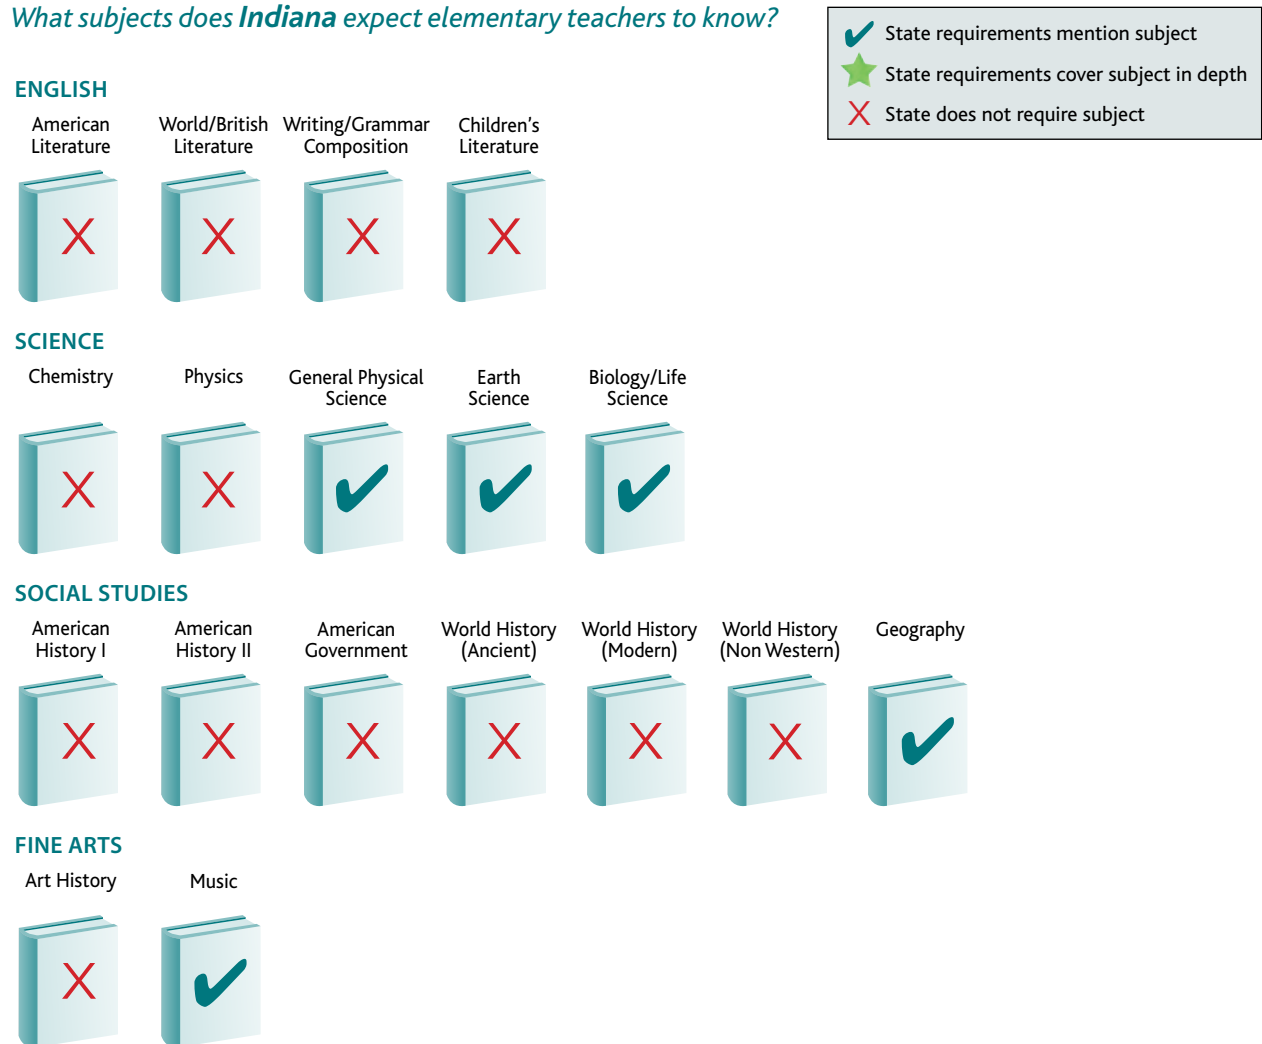 What subjects does Indiana expect elementary teachers to know?
State requirements mention subject
State requirements cover subject in depth
State does not require subject
ENGLISH
American
Literature
World/British
Literature
Writing/Grammar
Composition
Children's
Literature
SCIENCE
Chemistry
Physics
General Physical
Science
Earth
Science
Biology/Life
Science
SOCIAL STUDIES
American
History I
American
History II
American
Government
World History
(Ancient)
World History
(Modern)
World History
(Non Western)
Geography
FINE ARTS
Art History
Music